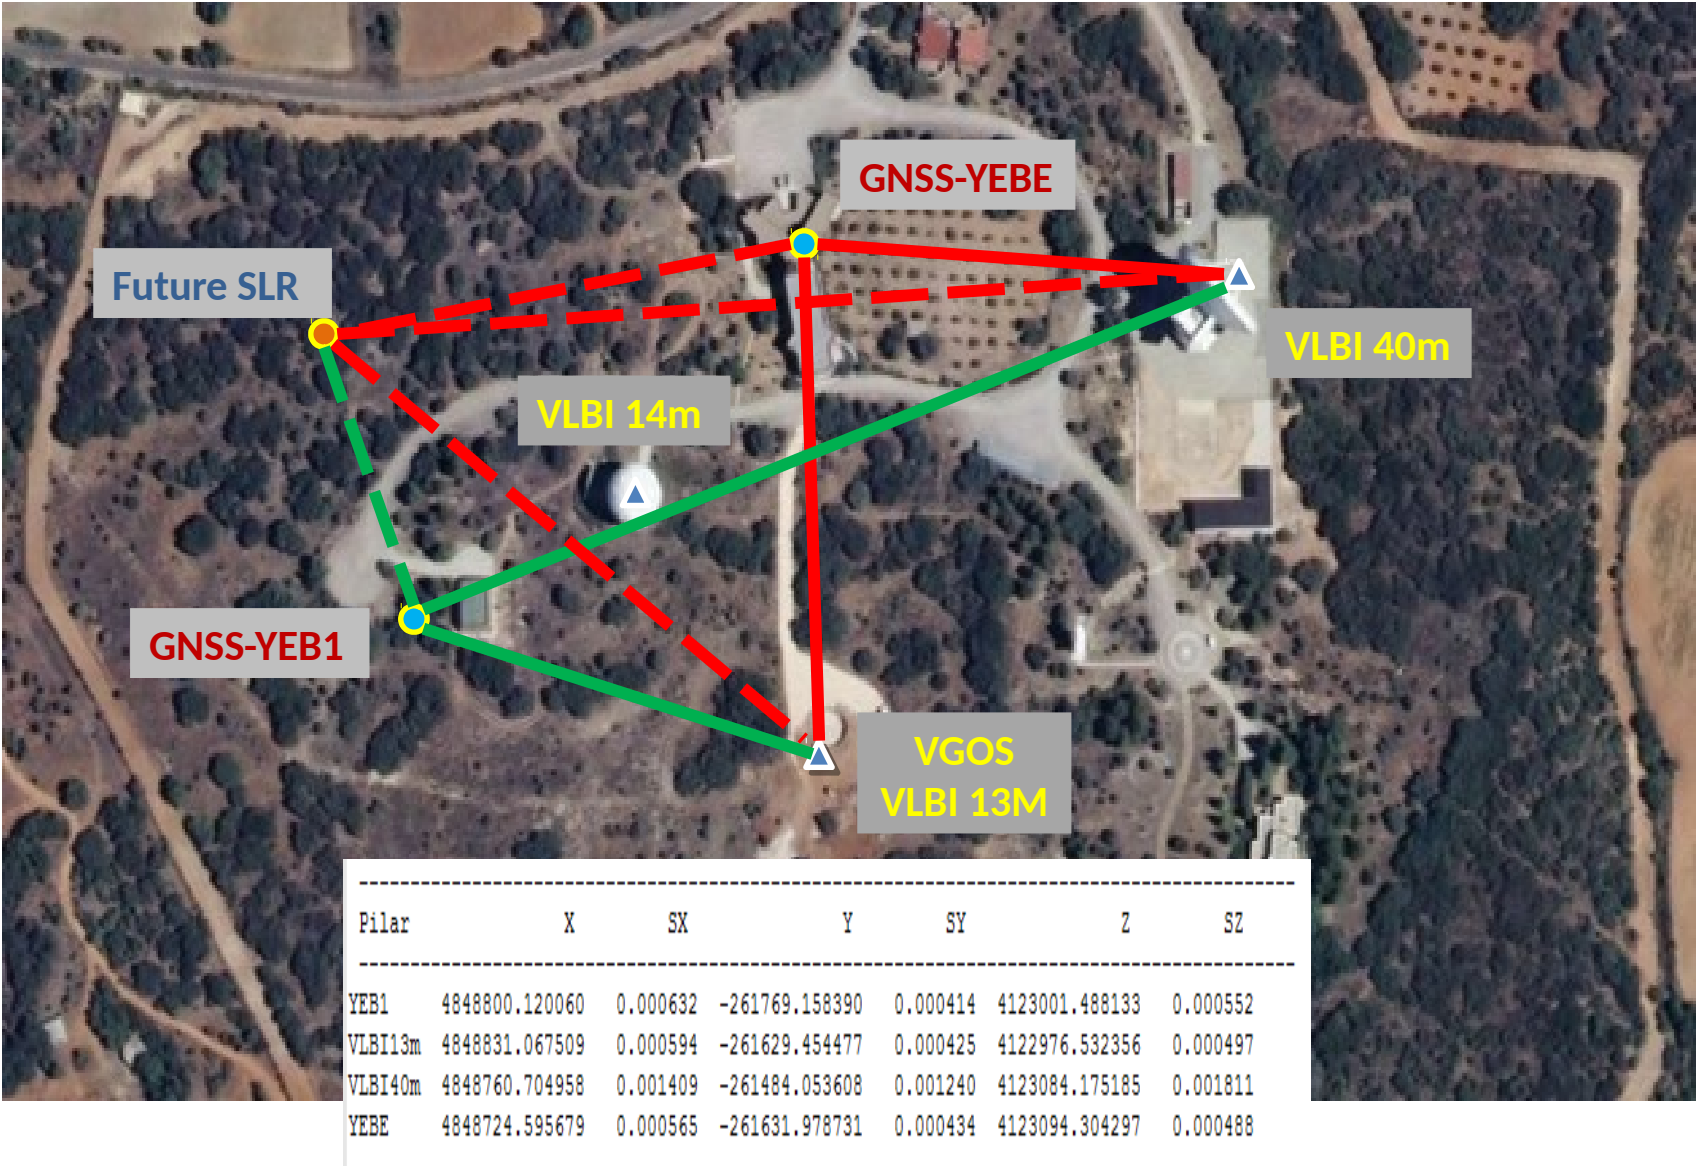 GNSS-YEBE
Future SLR
VLBI 40m
VLBI 14m
GNSS-YEB1
VGOS
VLBI 13M
--------------------------------------------------------------------------------------------
Pilar X SX Y SY Z SZ
--------------------------------------------------------------------------------------------
YEB1 4848800.120060 0.000632 -261769.158390 0.000414 4123001.488133 0.000552
VLBI13m 4848831.067509 0.000594 -261629.454477 0.000425 4122976.532356 0.000497
VLBI40m 4848760.704958 0.001409 -261484.053608 0.001240 4123084.175185 0.001811
YEBE 4848724.595679 0.000565 -261631.978731 0.000434 4123094.304297 0.000488